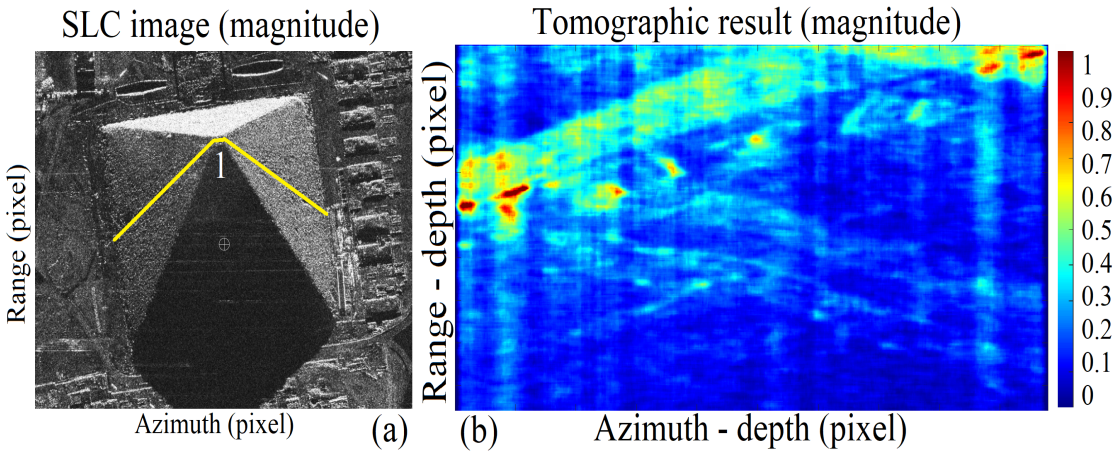 SLC image (magnitude)
Tomographic result (magnitude)
Range (pixel)
1
Azimuth (pixel)
(a)
Range - depth (pixel)
(b)
Azimuth - depth (pixel)
1
0.9
0.8
0.7
0.6
0.5
0.4
0.3
0.2
0.1
0